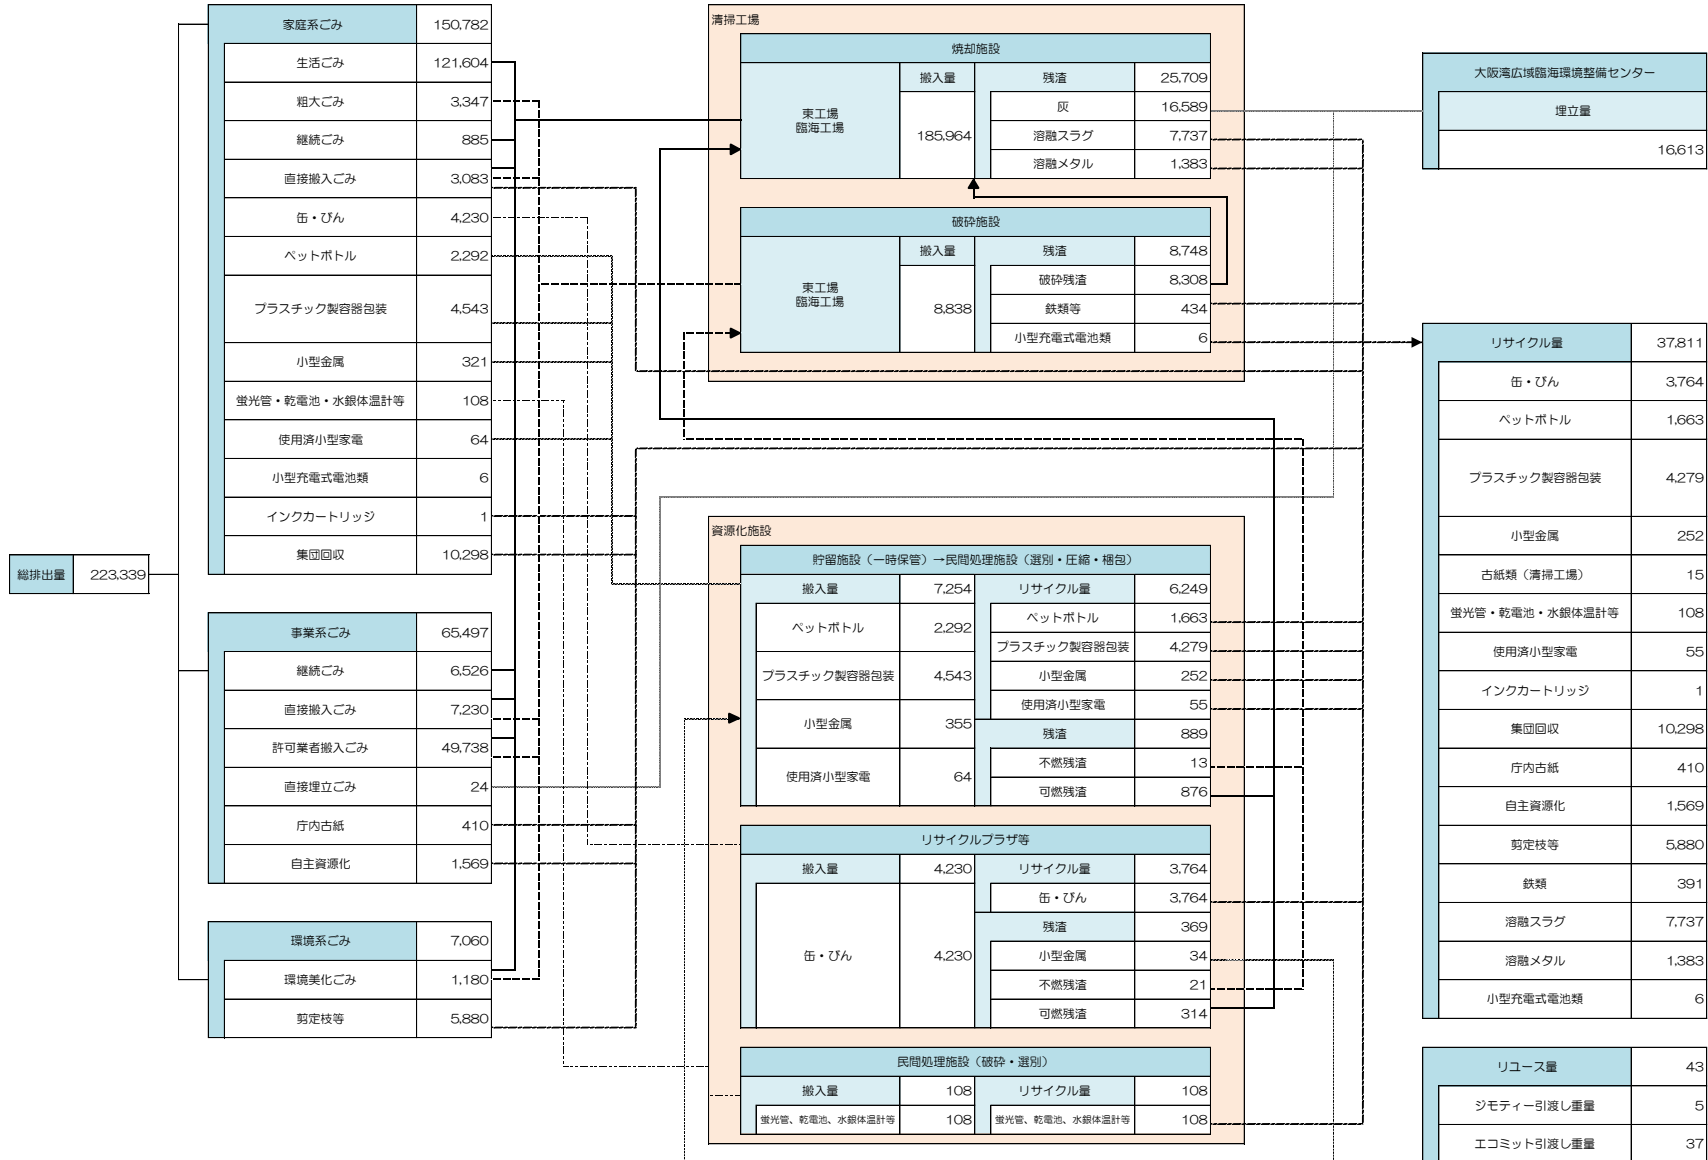 総排出量 223,339
家庭系ごみ 150,782
生活ごみ 121,604
粗大ごみ 3,347
継続ごみ 885
直接搬入ごみ 3,083
缶・びん 4,230
ペットボトル 2,292
プラスチック製容器包装 4,543
小型金属 321
蛍光管・乾電池・水銀体温計等 108
使用済小型家電 64
小型充電式電池類 6
インクカートリッジ 1
集団回収 10,298
事業系ごみ 65,497
継続ごみ 6,526
直接搬入ごみ 7,230
許可業者搬入ごみ 49,738
直接埋立ごみ 24
庁内古紙 410
自主資源化 1,569
環境系ごみ 7,060
環境美化ごみ 1,180
剪定枝等 5,880
清掃工場
焼却施設
東工場
臨海工場
搬入量
185,964
残渣 25,709
灰 16,589
溶融スラグ 7,737
溶融メタル 1,383
破砕施設
東工場
臨海工場
搬入量
8,838
残渣 8,748
破砕残渣 8,308
鉄類等 434
小型充電式電池類 6
資源化施設
貯留施設（一時保管）→民間処理施設（選別・圧縮・梱包）
搬入量 7,254
ペットボトル 2,292
プラスチック製容器包装 4,543
小型金属 355
使用済小型家電 64
リサイクル量 6,249
ペットボトル 1,663
プラスチック製容器包装 4,279
小型金属 252
使用済小型家電 55
残渣 889
不燃残渣 13
可燃残渣 876
リサイクルプラザ等
搬入量 4,230
缶・びん 4,230
リサイクル量 3,764
缶・びん 3,764
残渣 369
小型金属 34
不燃残渣 21
可燃残渣 314
民間処理施設（破砕・選別）
搬入量 108
蛍光管、乾電池、水銀体温計等 108
リサイクル量 108
蛍光管、乾電池、水銀体温計等 108
大阪湾広域臨海環境整備センター
埋立量
16,613
リサイクル量 37,811
缶・びん 3,764
ペットボトル 1,663
プラスチック製容器包装 4,279
小型金属 252
古紙類（清掃工場） 15
蛍光管・乾電池・水銀体温計等 108
使用済小型家電 55
インクカートリッジ 1
集団回収 10,298
庁内古紙 410
自主資源化 1,569
剪定枝等 5,880
鉄類 391
溶融スラグ 7,737
溶融メタル 1,383
小型充電式電池類 6
リユース量 43
ジモティー引渡し重量 5
エコミット引渡し重量 37